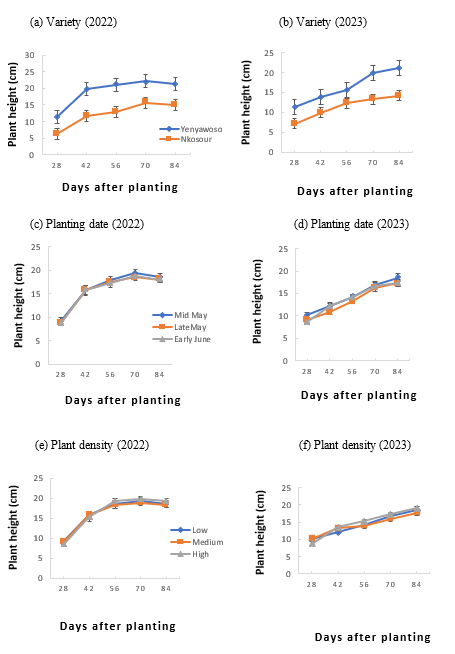 (a) Variety (2022)
Plant height (cm)
30
25
20
15
10
5
0
28 42 56 70 84
Yenyawoso
Nkosour
Days after planting
(b) Variety (2023)
Plant height (cm)
25
20
15
10
5
0
28 42 56 70 84
Days after planting
(c) Planting date (2022)
Plant height (cm)
25
20
15
10
5
0
28 42 56 70 84
Mid May
Late May
Early June
Days after planting
(d) Planting date (2023)
Plant height (cm)
25
20
15
10
5
0
28 42 56 70 84
Days after planting
(e) Plant density (2022)
Plant height (cm)
25
20
15
10
5
0
28 42 56 70 84
Low
Medium
High
Days after planting
(f) Plant density (2023)
Plant height (cm)
25
20
15
10
5
0
28 42 56 70 84
Days after planting